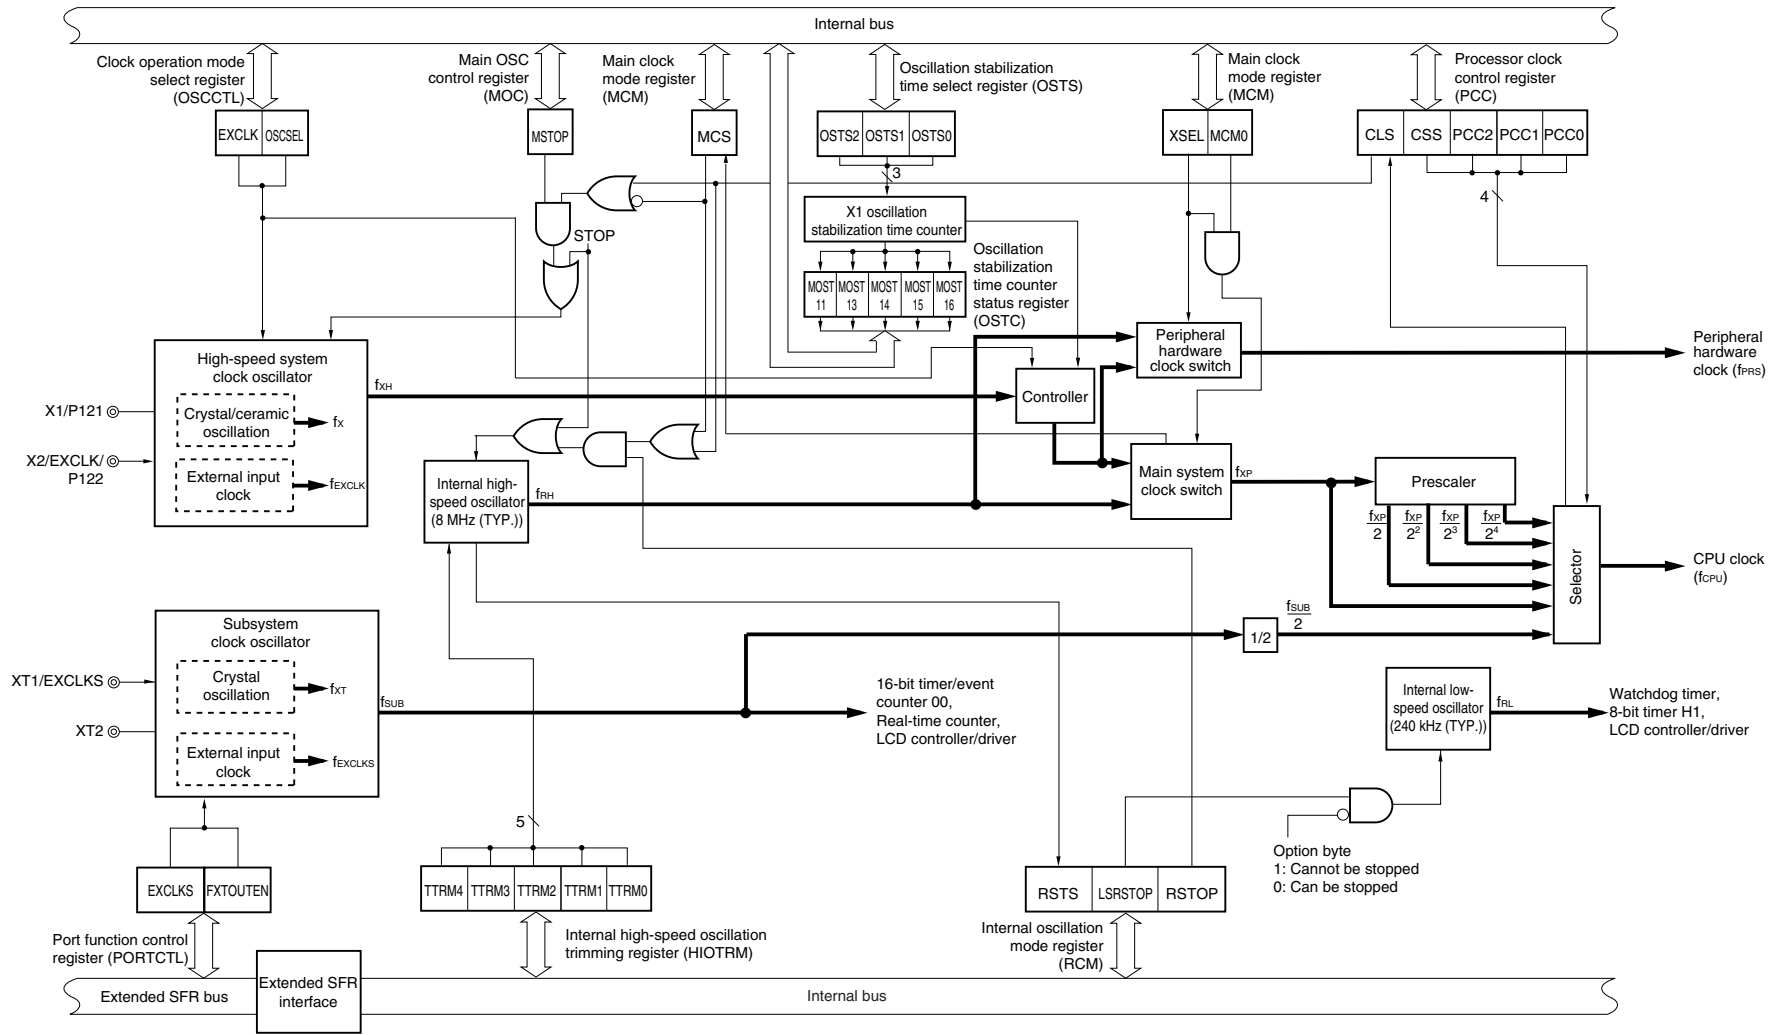 Internal bus
Clock operation mode
select register
(OSCCTL)
Main OSC
control register
(MOC)
Main clock
mode register
(MCM)
Oscillation stabilization
time select register (OSTS)
Main clock
mode register
(MCM)
Processor clock
control register
(PCC)
EXCLK OSCSEL
MSTOP
MCS
OSTS2 OSTS1 OSTS0
XSEL MCM0
CLS CSS PCC2 PCC1 PCC0
3
4
X1 oscillation
stabilization time counter
STOP
Oscillation
stabilization
time counter
status register
(OSTC)
MOST 11
MOST 13
MOST 14
MOST 15
MOST 16
High-speed system
clock oscillator
Crystal/ceramic
oscillation
fX
External input
clock
fEXCLK
X1/P121
X2/EXCLK/
P122
fXH
Controller
Peripheral
hardware
clock switch
Peripheral
hardware
clock (fPRS)
Internal high-
speed oscillator
(8 MHz (TYP.))
fRH
Main system
clock switch
fXP
Prescaler
fXP
2
fXP
2²
fXP
2³
fXP
2⁴
Selector
CPU clock
(fCPU)
Subsystem
clock oscillator
Crystal
oscillation
fXT
External input
clock
fEXCLKS
XT1/EXCLKS
XT2
fSUB
1/2
fSUB
2
16-bit timer/event
counter 00,
Real-time counter,
LCD controller/driver
Internal low-
speed oscillator
(240 kHz (TYP.))
fRL
Watchdog timer,
8-bit timer H1,
LCD controller/driver
5
Option byte
1: Cannot be stopped
0: Can be stopped
EXCLKS FXTOUTEN
TTRM4 TTRM3 TTRM2 TTRM1 TTRM0
RSTS LSRSTOP RSTOP
Port function control
register (PORTCTL)
Internal high-speed oscillation
trimming register (HIOTRM)
Internal oscillation
mode register
(RCM)
Extended SFR bus
Extended SFR
interface
Internal bus